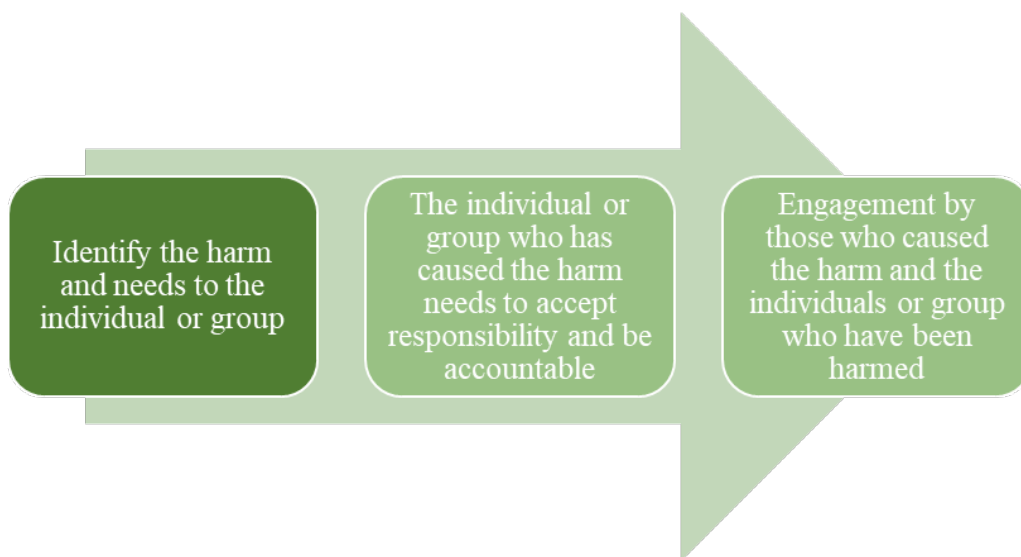 Identify the harm
and needs to the
individual or group
The individual or
group who has
caused the harm
needs to accept
responsibility and be
accountable
Engagement by
those who caused
the harm and the
individuals or group
who have been
harmed